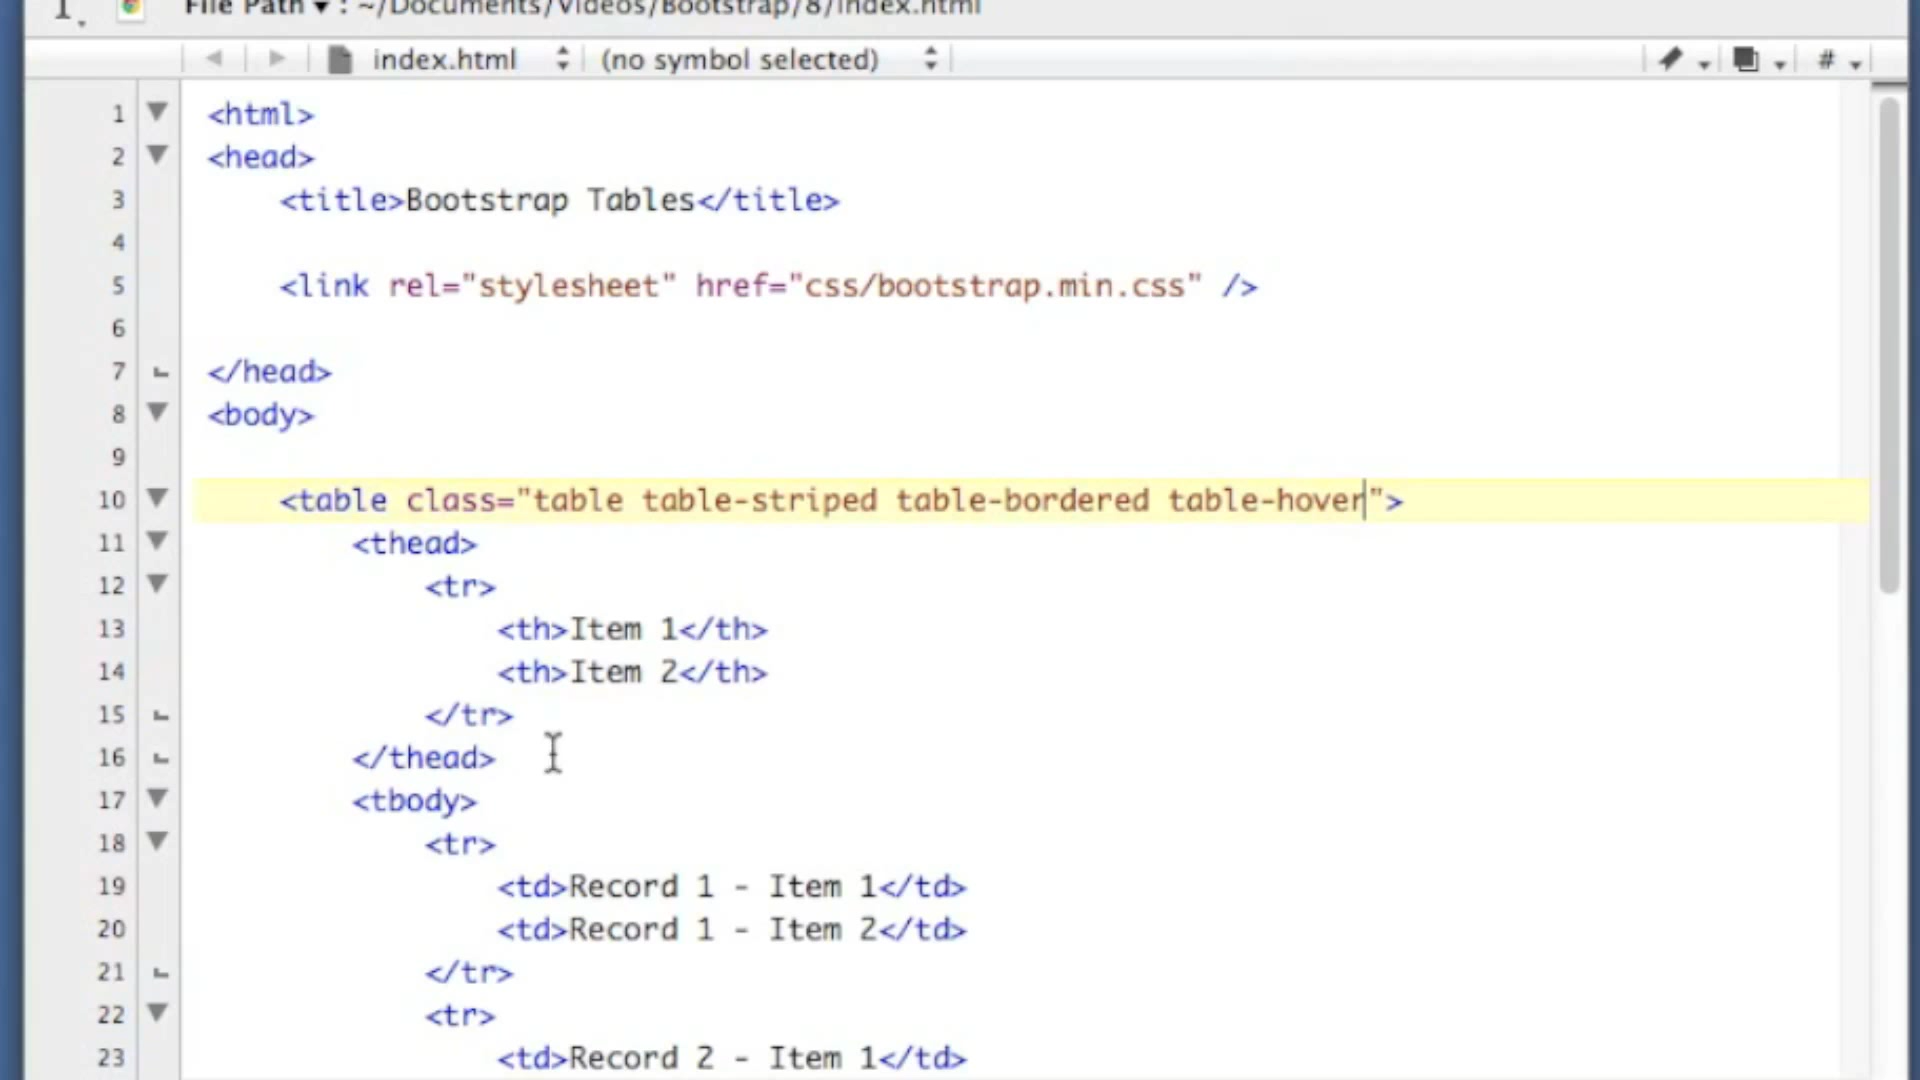 File Path ▾ : ~/Documents/Videos/Bootstrap/8/index.html
index.html (no symbol selected) #
1 <html>
2 <head>
3 <title>Bootstrap Tables</title>
4
5 <link rel="stylesheet" href="css/bootstrap.min.css" />
6
7 </head>
8 <body>
9
10 <table class="table table-striped table-bordered table-hover">
11 <thead>
12 <tr>
13 <th>Item 1</th>
14 <th>Item 2</th>
15 </tr>
16 </thead>
17 <tbody>
18 <tr>
19 <td>Record 1 - Item 1</td>
20 <td>Record 1 - Item 2</td>
21 </tr>
22 <tr>
23 <td>Record 2 - Item 1</td>